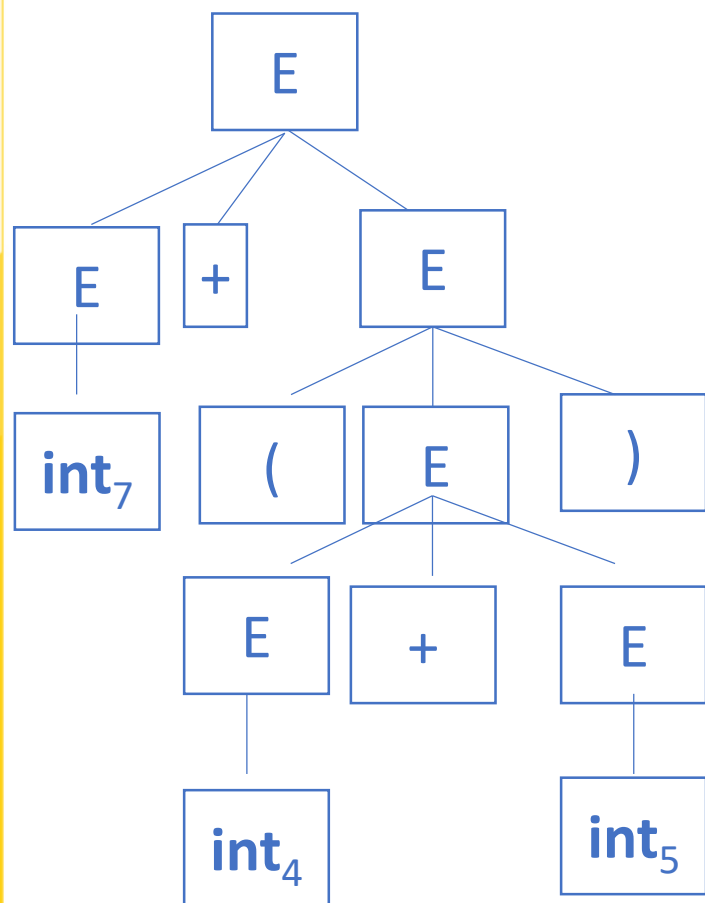 E
E + E
int₇ ( E )
E + E
int₄ int₅